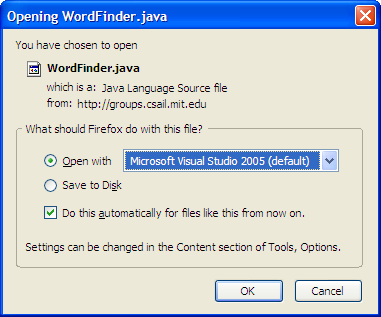 Opening WordFinder.java
You have chosen to open
WordFinder.java
which is a: Java Language Source file
from: http://groups.csail.mit.edu
What should Firefox do with this file?
Open with Microsoft Visual Studio 2005 (default)
Save to Disk
Do this automatically for files like this from now on.
Settings can be changed in the Content section of Tools, Options.
OK Cancel